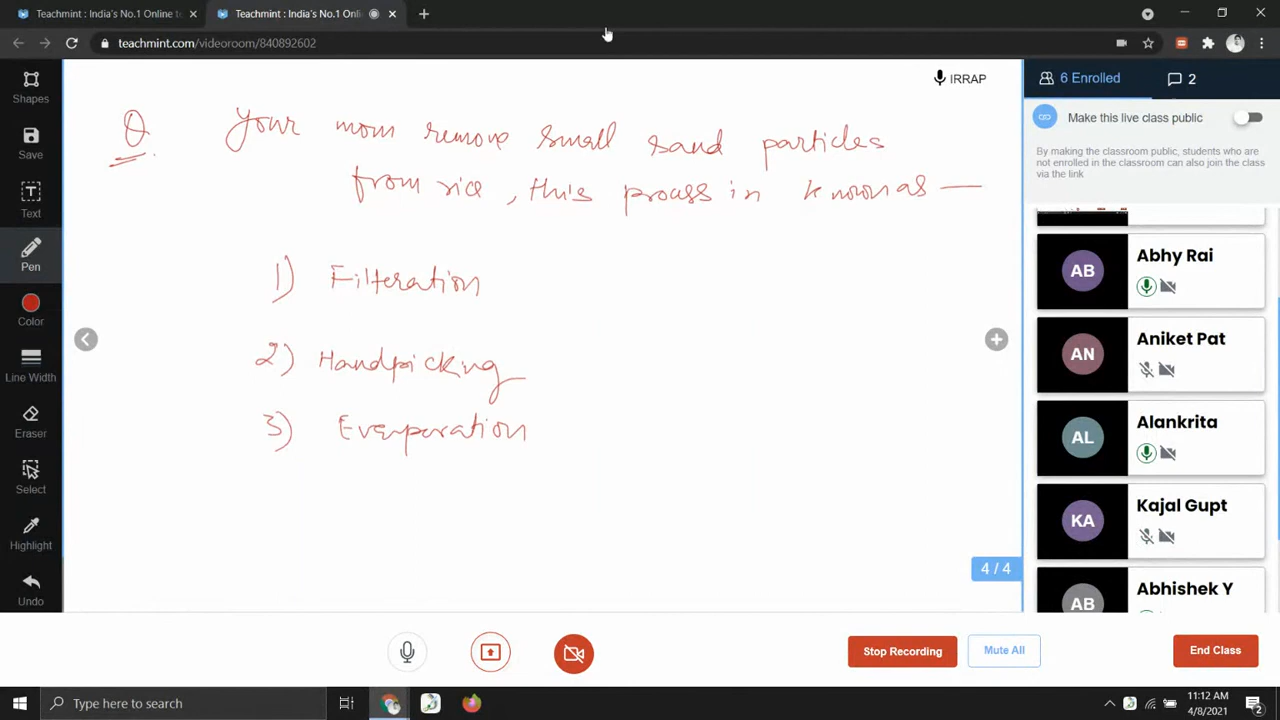 Teachmint: India's No.1 Online t
Teachmint: India's No.1 Onli
teachmint.com/videoroom/840892602
IRRAP
6 Enrolled
2
Shapes
Save
Text
Pen
Color
Line Width
Eraser
Select
Highlight
Undo
Q Your mom remove small sand particles
from rice, this process in known as —
1) Filteration
2) Handpicking
3) Evenporation
4 / 4
Make this live class public
By making the classroom public, students who are
not enrolled in the classroom can also join the class
via the link
AB Abhy Rai
AN Aniket Pat
AL Alankrita
KA Kajal Gupt
AB Abhishek Y
Stop Recording
Mute All
End Class
Type here to search
11:12 AM
4/8/2021
2